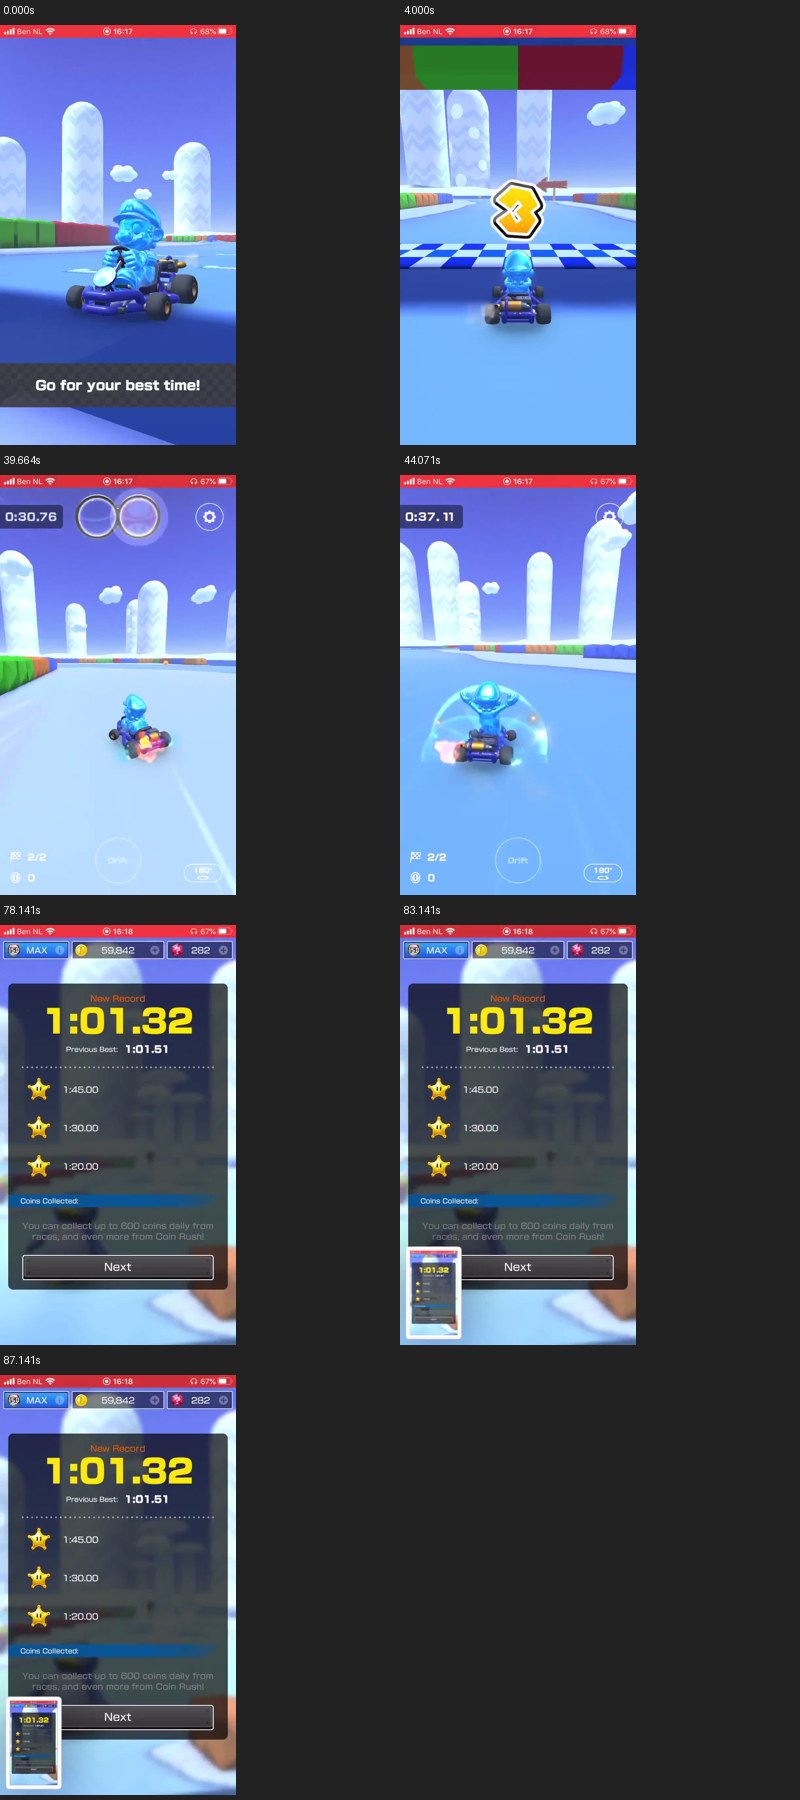 0.000s
Ben NL 16:17 68%
Go for your best time!
4.000s
Ben NL 16:17 68%
3
39.664s
Ben NL 16:17 67%
0:30.76
2/2
0
Drift
180°
44.071s
Ben NL 16:17 67%
0:37.11
2/2
0
Drift
180°
78.141s
Ben NL 16:18 67%
MAX 59,842 282
New Record
1:01.32
Previous Best: 1:01.51
1:45.00
1:30.00
1:20.00
Coins Collected:
You can collect up to 600 coins daily from
races, and even more from Coin Rush!
Next
83.141s
Ben NL 16:18 67%
MAX 59,842 282
New Record
1:01.32
Previous Best: 1:01.51
1:45.00
1:30.00
1:20.00
Coins Collected:
You can collect up to 600 coins daily from
races, and even more from Coin Rush!
Next
1:01.32
87.141s
Ben NL 16:18 67%
MAX 59,842 282
New Record
1:01.32
Previous Best: 1:01.51
1:45.00
1:30.00
1:20.00
Coins Collected:
You can collect up to 600 coins daily from
races, and even more from Coin Rush!
Next
1:01.32